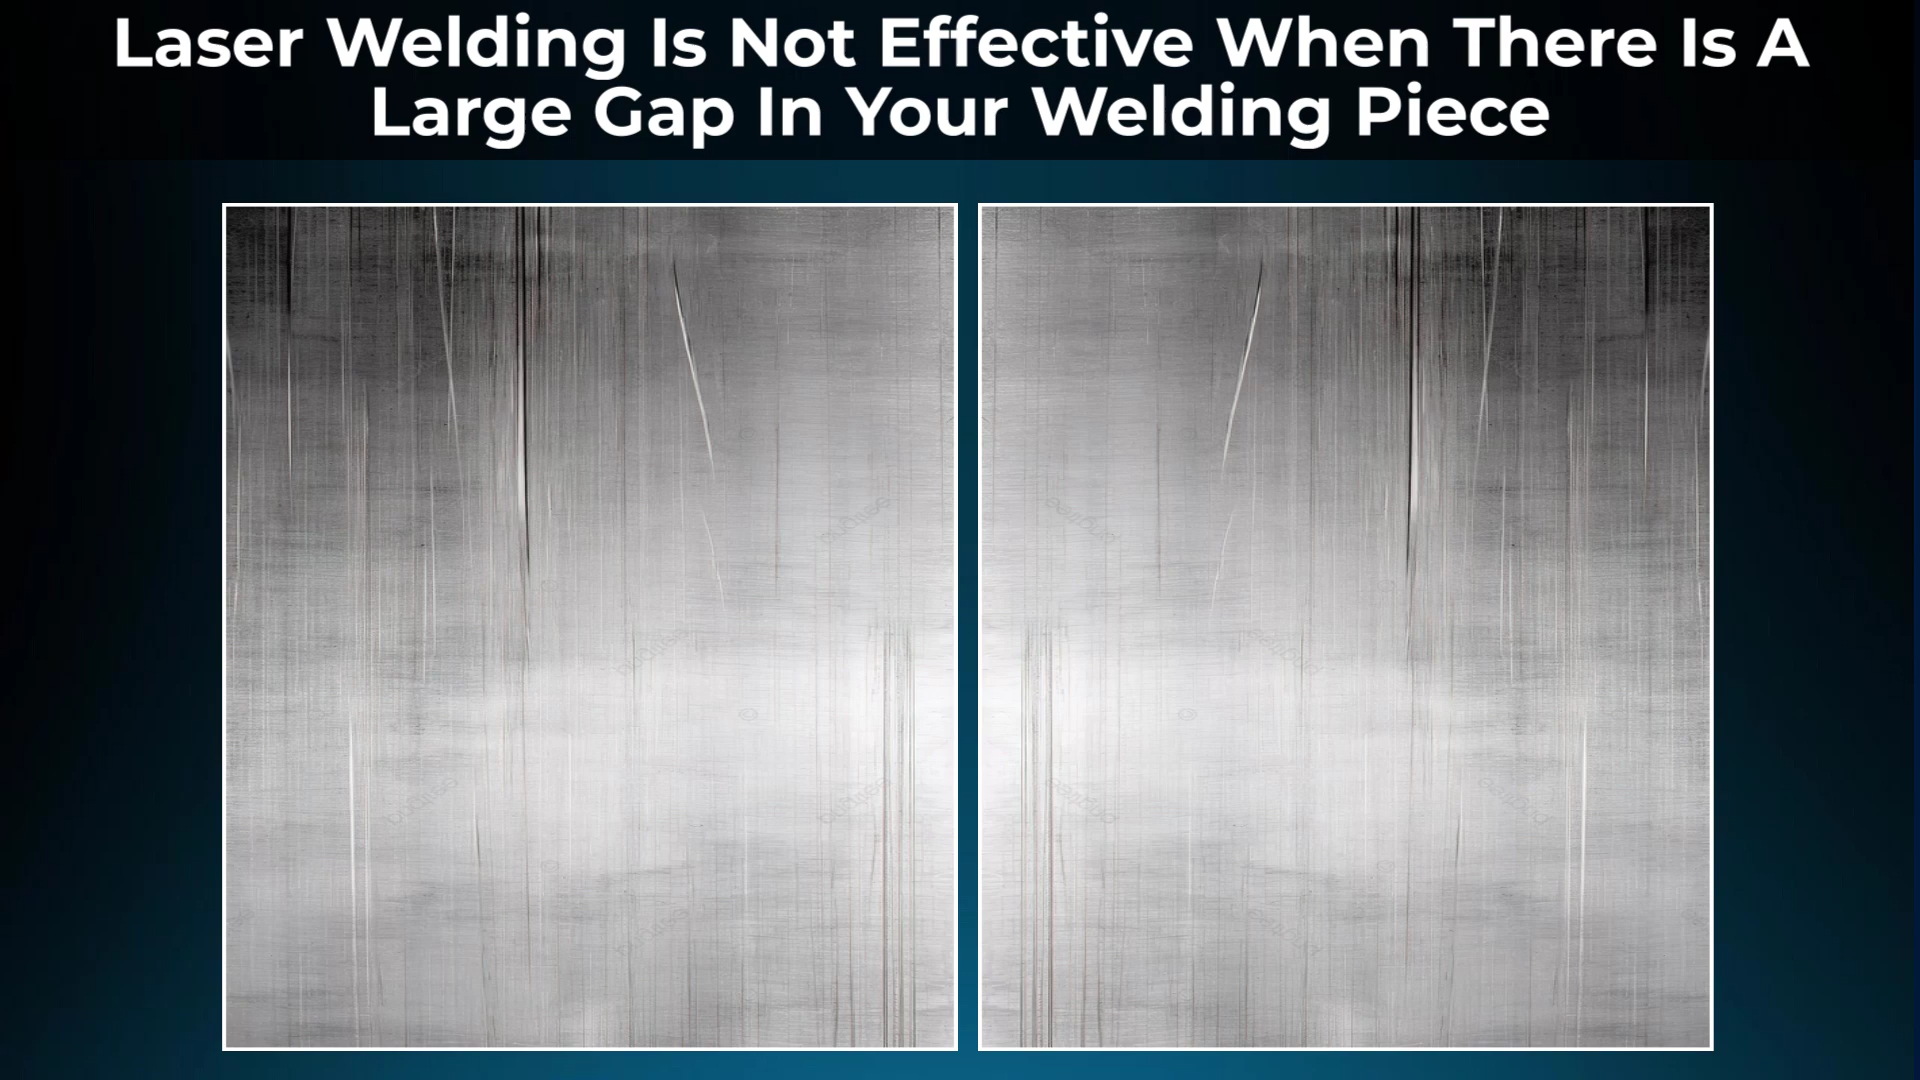 Laser Welding Is Not Effective When There Is A
Large Gap In Your Welding Piece